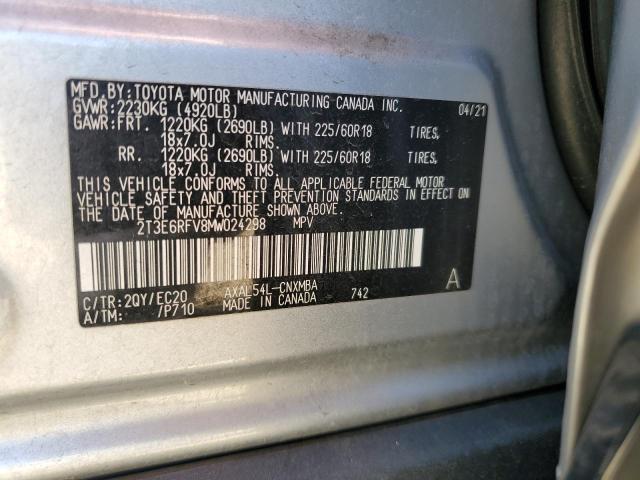 MFD.BY:TOYOTA MOTOR MANUFACTURING CANADA INC. 04/21
GVWR:2230KG (4920LB)
GAWR:FRT. 1220KG (2690LB) WITH 225/60R18 TIRES,
18x7.0J RIMS.
RR. 1220KG (2690LB) WITH 225/60R18 TIRES,
18x7.0J RIMS.
THIS VEHICLE CONFORMS TO ALL APPLICABLE FEDERAL MOTOR
VEHICLE SAFETY AND THEFT PREVENTION STANDARDS IN EFFECT ON
THE DATE OF MANUFACTURE SHOWN ABOVE.
2T3E6RFV8MW024298 MPV
C/TR:2QY/EC20 AXAL54L-CNXMBA A
A/TM: /P710 MADE IN CANADA 742